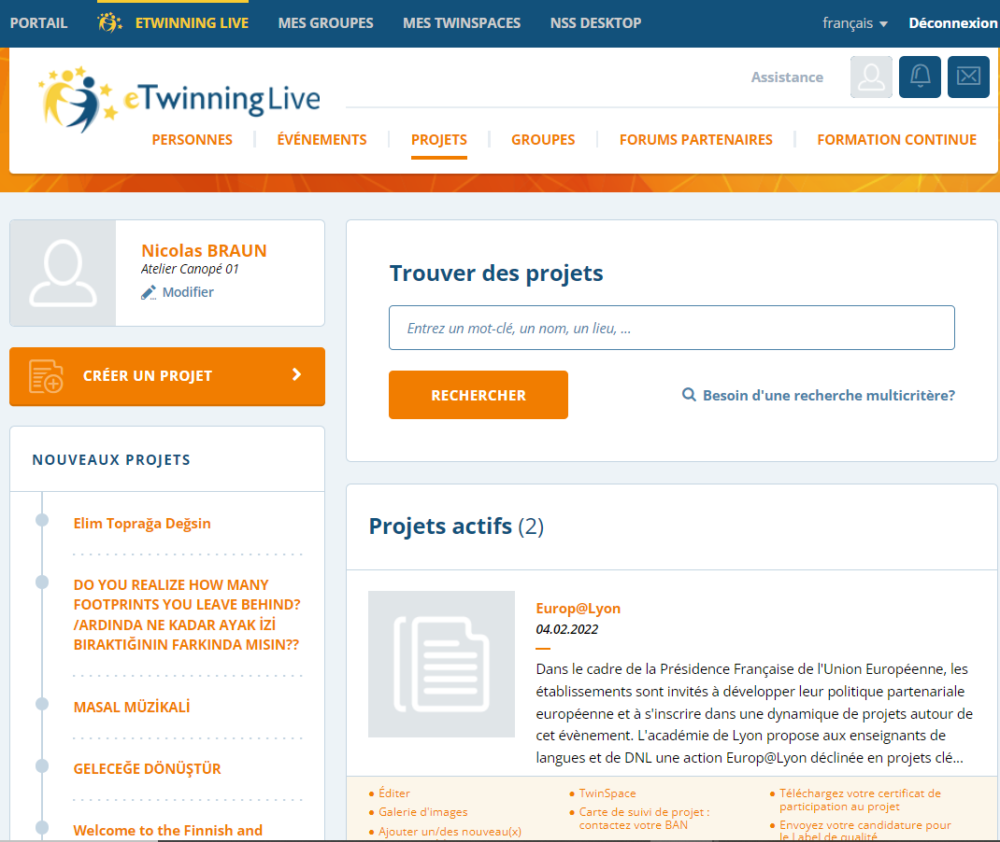 PORTAIL
ETWINNING LIVE
MES GROUPES
MES TWINSPACES
NSS DESKTOP
français
Déconnexion
eTwinningLive
Assistance
PERSONNES
ÉVÉNEMENTS
PROJETS
GROUPES
FORUMS PARTENAIRES
FORMATION CONTINUE
Nicolas BRAUN
Atelier Canopé 01
Modifier
CRÉER UN PROJET
NOUVEAUX PROJETS
Elim Toprağa Değsin
DO YOU REALIZE HOW MANY
FOOTPRINTS YOU LEAVE BEHIND?
/ARDINDA NE KADAR AYAK İZİ
BIRAKTIĞININ FARKINDA MISIN??
MASAL MÜZİKALİ
GELECEĞE DÖNÜŞTÜR
Welcome to the Finnish and
Trouver des projets
Entrez un mot-clé, un nom, un lieu, ...
RECHERCHER
Besoin d'une recherche multicritère?
Projets actifs (2)
Europ@Lyon
04.02.2022
Dans le cadre de la Présidence Française de l'Union Européenne, les
établissements sont invités à développer leur politique partenariale
européenne et à s'inscrire dans une dynamique de projets autour de
cet évènement. L'académie de Lyon propose aux enseignants de
langues et de DNL une action Europ@Lyon déclinée en projets clé...
Éditer
Galerie d'images
Ajouter un/des nouveau(x)
TwinSpace
Carte de suivi de projet :
contactez votre BAN
Téléchargez votre certificat de
participation au projet
Envoyez votre candidature pour
le Label de qualité